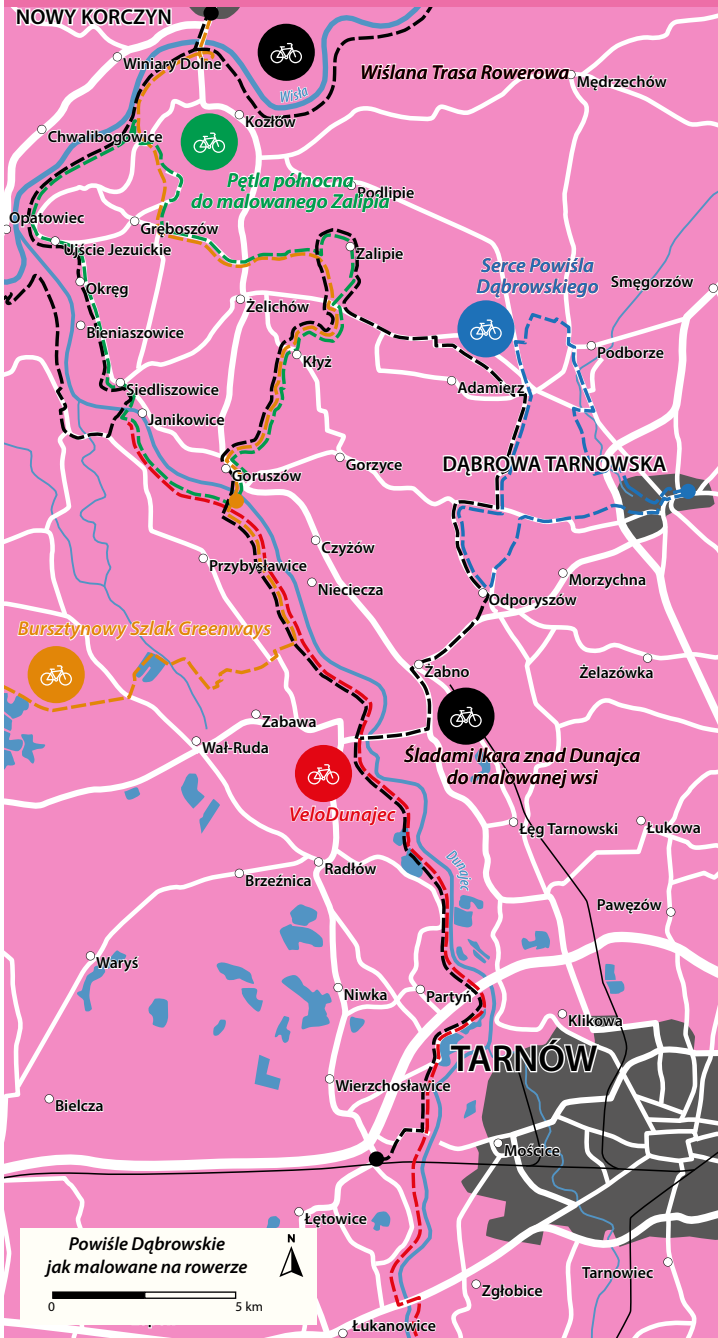 NOWY KORCZYN
Winiary Dolne
Wisła
Wiślana Trasa Rowerowa
Mędrzechów
Kozłów
Chwalibogowice
Pętla północna
do malowanego Zalipia
Podlipie
Opatowiec
Gręboszów
Ujście Jezuickie
Zalipie
Serce Powiśla
Dąbrowskiego
Smęgorzów
Okręg
Żelichów
Bieniaszowice
Podborze
Kłyż
Adamierz
Siedliszowice
Janikowice
Gorzyce
DĄBROWA TARNOWSKA
Goruszów
Czyżów
Przybysławice
Morzychna
Nieciecza
Odporyszów
Bursztynowy Szlak Greenways
Żabno
Żelazówka
Zabawa
Wał-Ruda
Śladami Ikara znad Dunajca
do malowanej wsi
VeloDunajec
Łęg Tarnowski
Łukowa
Dunajec
Radłów
Brzeźnica
Pawęzów
Waryś
Niwka
Partyń
Klikowa
TARNÓW
Wierzchosławice
Bielcza
Mościce
Łętowice
Powiśle Dąbrowskie
jak malowane na rowerze
N
0
5 km
Tarnowiec
Zgłobice
Łukanowice